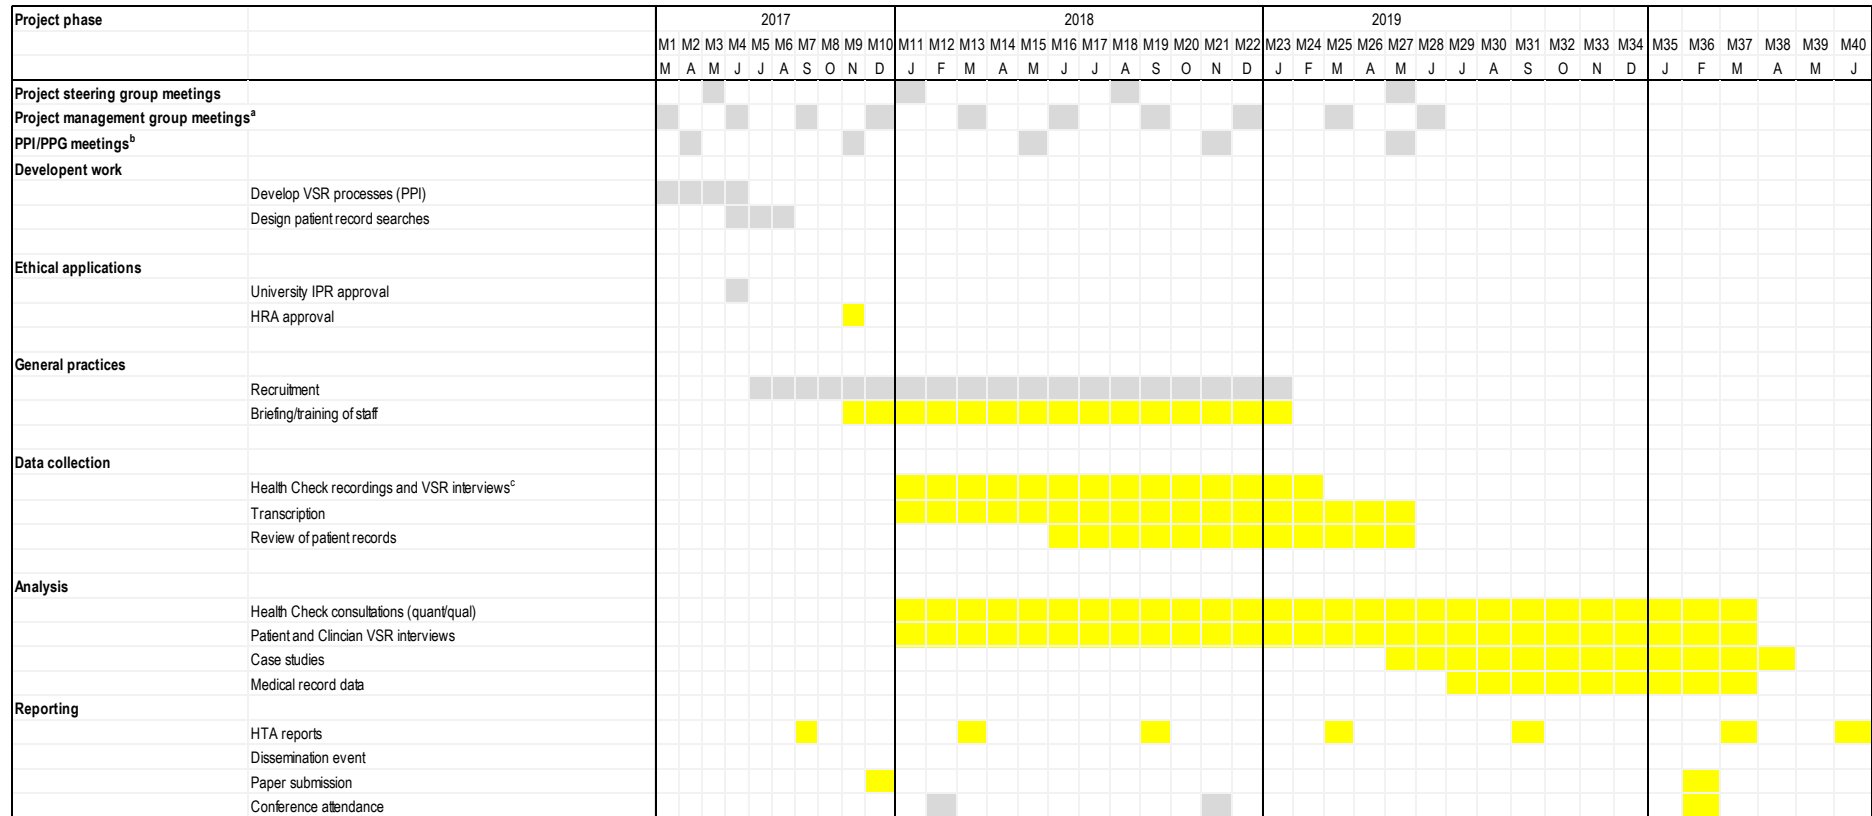 Project phase 2017 2018 2019
M1 M2 M3 M4 M5 M6 M7 M8 M9 M10 M11 M12 M13 M14 M15 M16 M17 M18 M19 M20 M21 M22 M23 M24 M25 M26 M27 M28 M29 M30 M31 M32 M33 M34 M35 M36 M37 M38 M39 M40
M A M J J A S O N D J F M A M J J A S O N D J F M A M J J A S O N D J F M A M J
Project steering group meetings
Project management group meetingsᵃ
PPI/PPG meetingsᵇ
Developent work
Develop VSR processes (PPI)
Design patient record searches
Ethical applications
University IPR approval
HRA approval
General practices
Recruitment
Briefing/training of staff
Data collection
Health Check recordings and VSR interviewsᶜ
Transcription
Review of patient records
Analysis
Health Check consultations (quant/qual)
Patient and Clincian VSR interviews
Case studies
Medical record data
Reporting
HTA reports
Dissemination event
Paper submission
Conference attendance